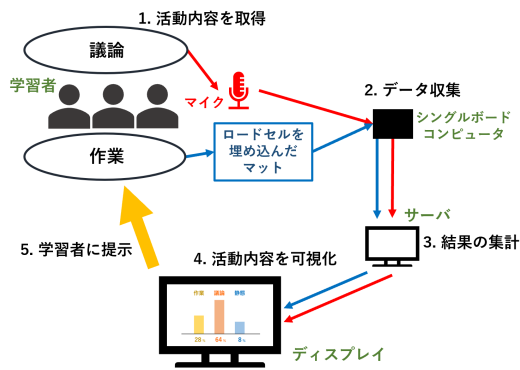 1. 活動内容を取得
議論
学習者
マイク
2. データ収集
シングルボード
コンピュータ
作業
ロードセルを
埋め込んだ
マット
サーバ
3. 結果の集計
5. 学習者に提示
4. 活動内容を可視化
作業 議論 静観
28% 64% 8%
ディスプレイ